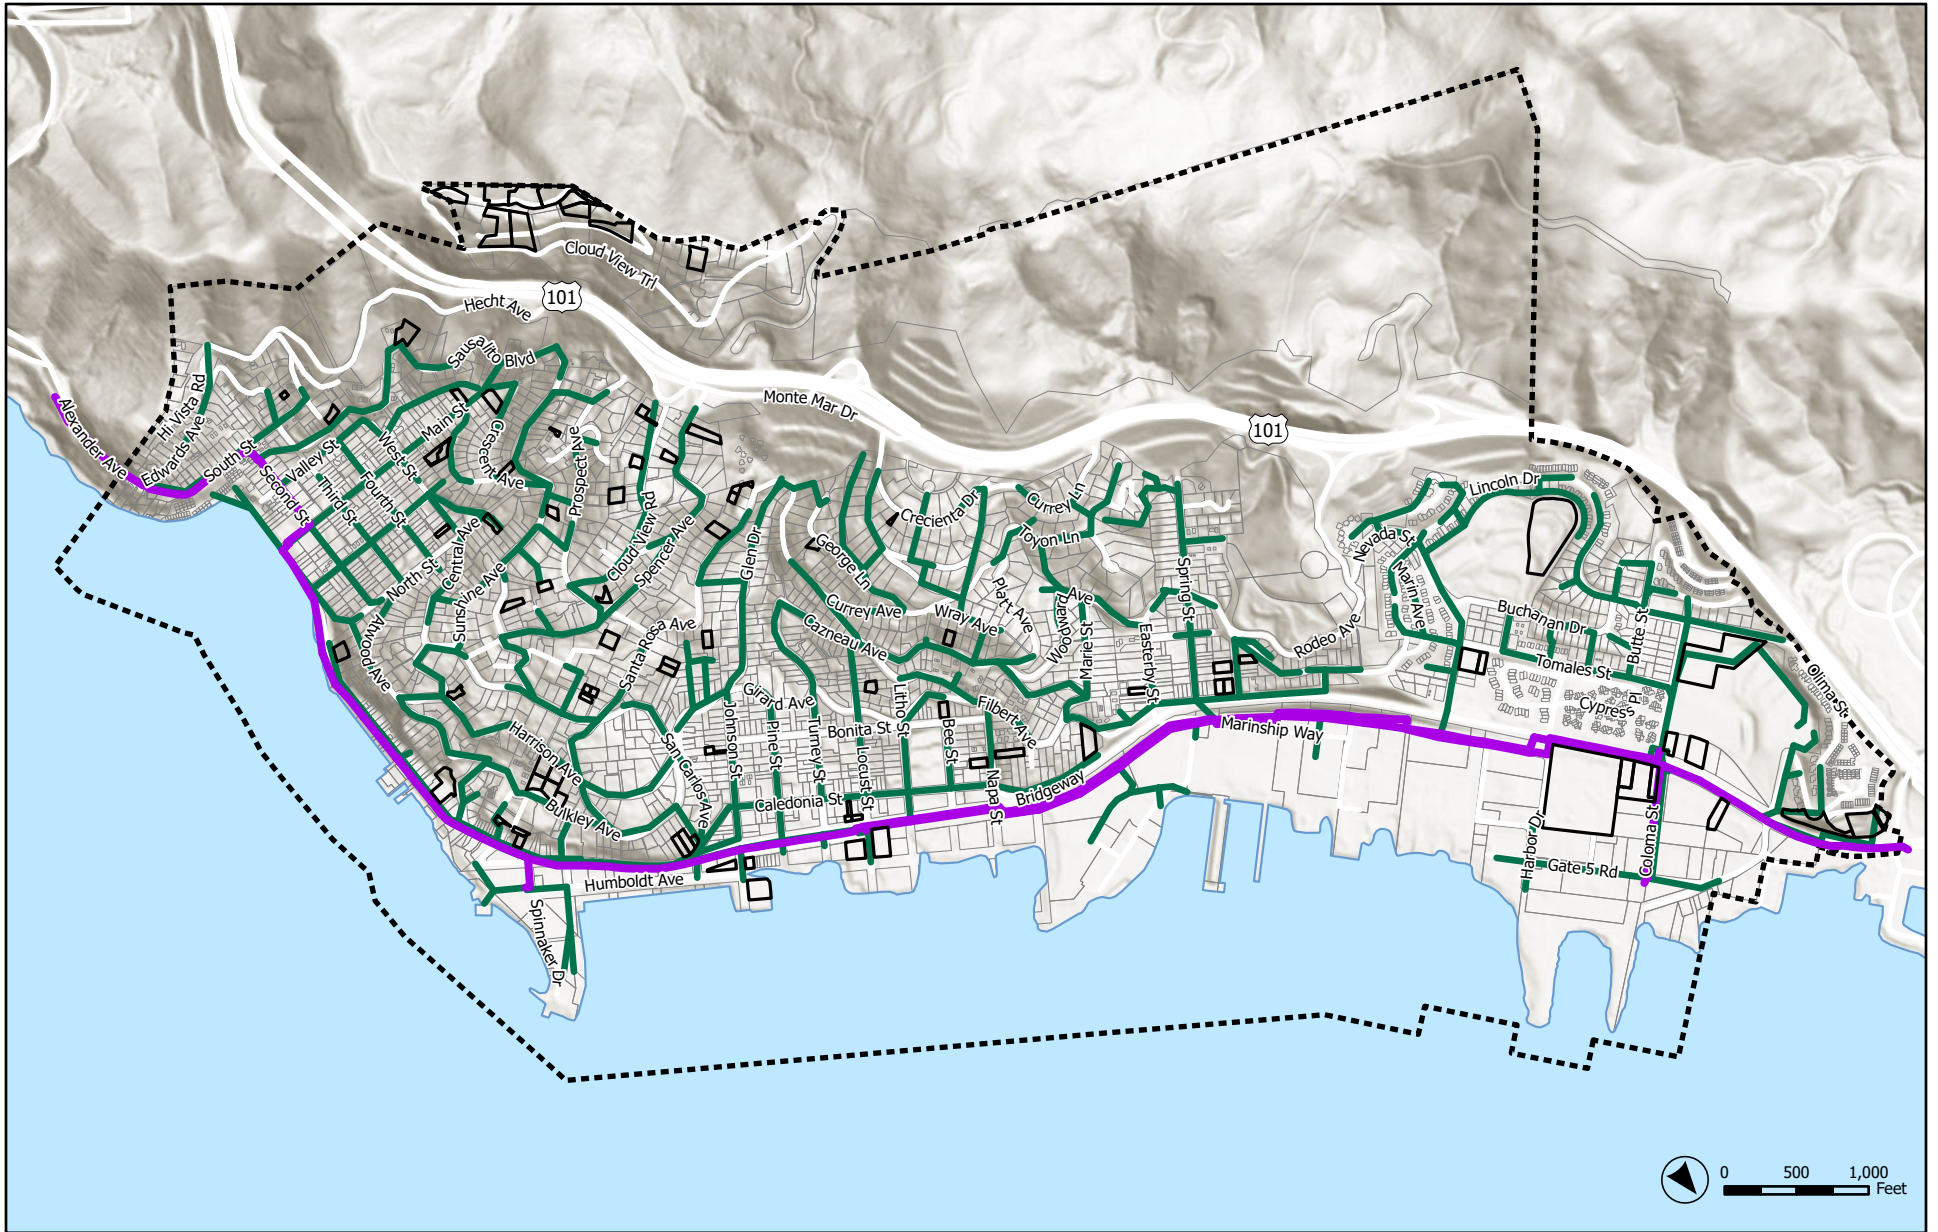 Cloud View Trl
101
Hecht Ave
Sausalito Blvd
Monte Mar Dr
101
Hi Vista Rd
Alexander Ave
Edwards Ave
South St
Second St
Valley St
Third St
Fourth St
West St
Main St
Crescent Ave
Prospect Ave
Cloud View Rd
Spencer Ave
Glen Dr
George Ln
Crecienta Dr
Currey Ln
Toyon Ln
Platt Ave
Woodward Ave
Marie St
Easterby St
Spring St
Rodeo Ave
Nevada St
Marin Ave
Lincoln Dr
Buchanan Dr
Butte St
Tomales St
Cypress Pl
Ollma St
North St
Central Ave
Sunshine Ave
Atwood Ave
Santa Rosa Ave
Currey Ave
Cazneau Ave
Wray Ave
Girard Ave
Johnson St
Pine St
Turney St
Bonita St
Locust St
Litho St
Bee St
Filbert Ave
Napa St
Harrison Ave
Bulkley Ave
San Carlos Ave
Caledonia St
Bridgeway
Marinship Way
Harbor Dr
Coloma St
Gate 5 Rd
Humboldt Ave
Spinnaker Dr
0 500 1,000
Feet